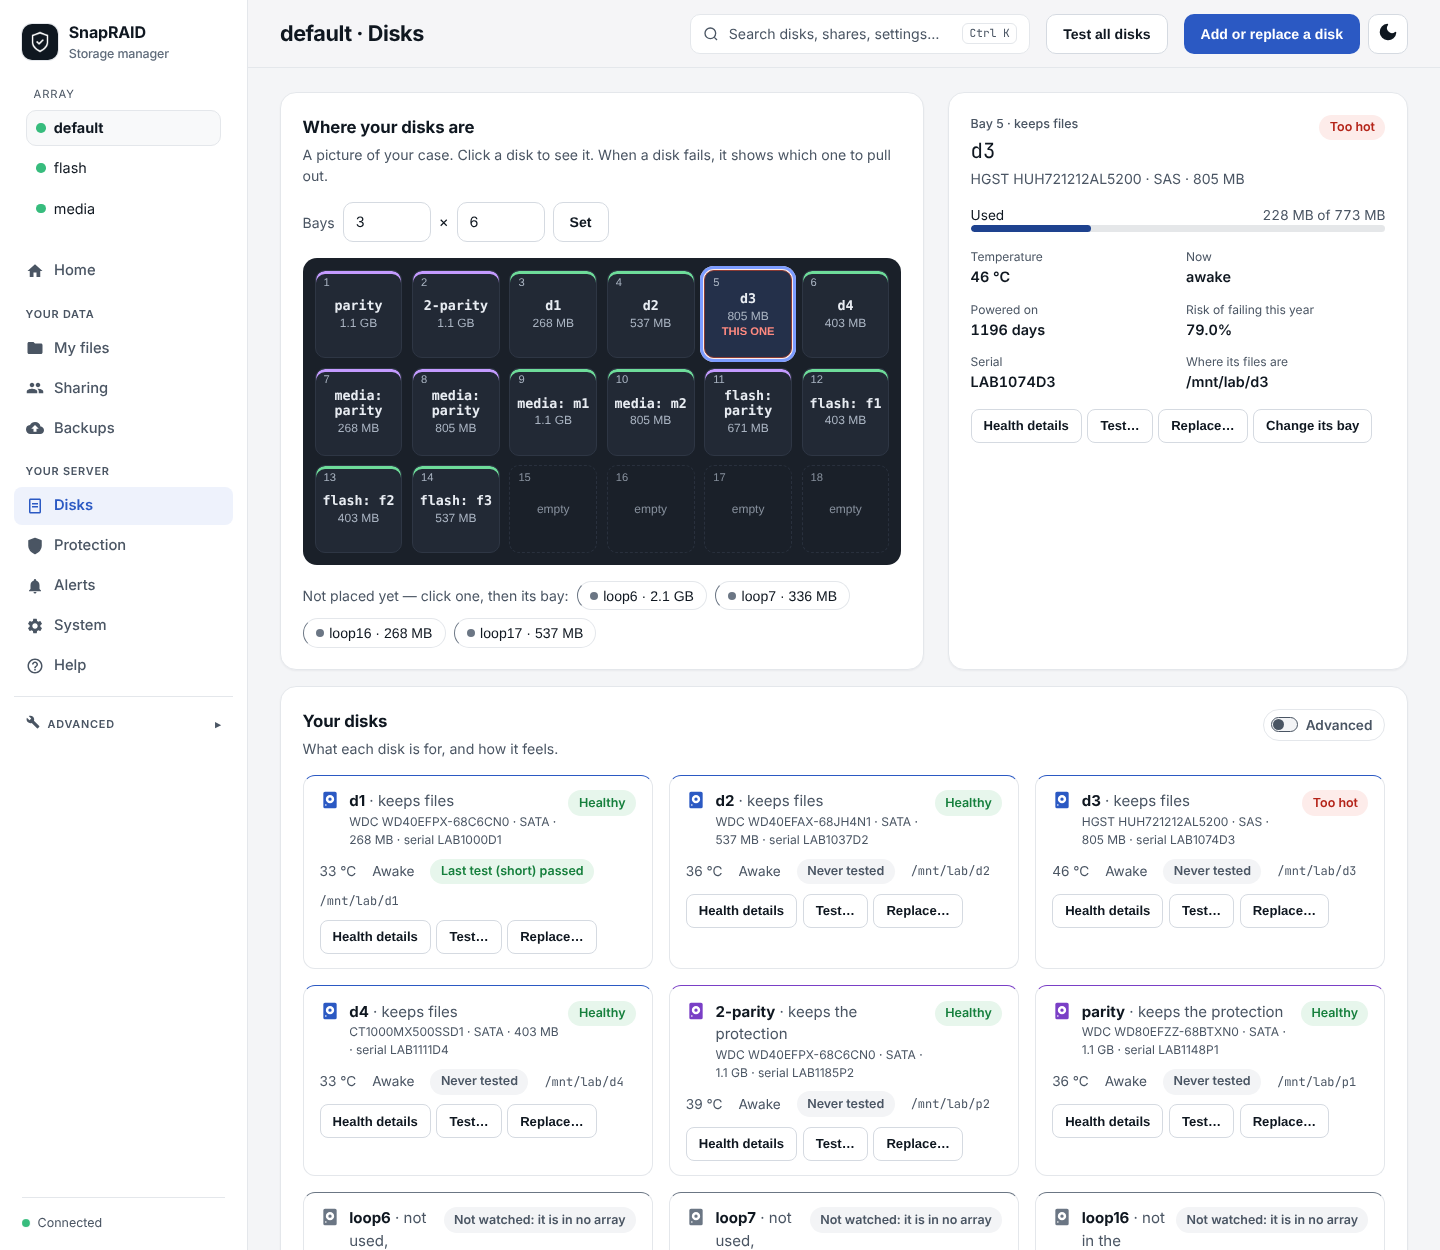 SnapRAID
Storage manager
ARRAY
default
flash
media
Home
YOUR DATA
My files
Sharing
Backups
YOUR SERVER
Disks
Protection
Alerts
System
Help
ADVANCED
Connected
default · Disks
Search disks, shares, settings...
Ctrl K
Test all disks
Add or replace a disk
Where your disks are
A picture of your case. Click a disk to see it. When a disk fails, it shows which one to pull
out.
Bays 3 × 6 Set
1
parity
1.1 GB
2
2-parity
1.1 GB
3
d1
268 MB
4
d2
537 MB
5
d3
805 MB
THIS ONE
6
d4
403 MB
7
media:
parity
268 MB
8
media:
parity
805 MB
9
media: m1
1.1 GB
10
media: m2
805 MB
11
flash:
parity
671 MB
12
flash: f1
403 MB
13
flash: f2
403 MB
14
flash: f3
537 MB
15
empty
16
empty
17
empty
18
empty
Not placed yet — click one, then its bay: loop6 · 2.1 GB loop7 · 336 MB
loop16 · 268 MB loop17 · 537 MB
Bay 5 · keeps files
Too hot
d3
HGST HUH721212AL5200 · SAS · 805 MB
Used 228 MB of 773 MB
Temperature
46 °C
Now
awake
Powered on
1196 days
Risk of failing this year
79.0%
Serial
LAB1074D3
Where its files are
/mnt/lab/d3
Health details Test... Replace... Change its bay
Your disks
Advanced
What each disk is for, and how it feels.
d1 · keeps files
Healthy
WDC WD40EFPX-68C6CN0 · SATA ·
268 MB · serial LAB1000D1
33 °C Awake Last test (short) passed
/mnt/lab/d1
Health details Test... Replace...
d2 · keeps files
Healthy
WDC WD40EFAX-68JH4N1 · SATA ·
537 MB · serial LAB1037D2
36 °C Awake Never tested /mnt/lab/d2
Health details Test... Replace...
d3 · keeps files
Too hot
HGST HUH721212AL5200 · SAS ·
805 MB · serial LAB1074D3
46 °C Awake Never tested /mnt/lab/d3
Health details Test... Replace...
d4 · keeps files
Healthy
CT1000MX500SSD1 · SATA · 403 MB
· serial LAB1111D4
33 °C Awake Never tested /mnt/lab/d4
Health details Test... Replace...
2-parity · keeps the
protection
Healthy
WDC WD40EFPX-68C6CN0 · SATA ·
1.1 GB · serial LAB1185P2
39 °C Awake Never tested /mnt/lab/p2
Health details Test... Replace...
parity · keeps the protection
Healthy
WDC WD80EFZZ-68BTXN0 · SATA ·
1.1 GB · serial LAB1148P1
36 °C Awake Never tested /mnt/lab/p1
Health details Test... Replace...
loop6 · not
used,
Not watched: it is in no array
loop7 · not
used,
Not watched: it is in no array
loop16 · not
in the
Not watched: it is in no array